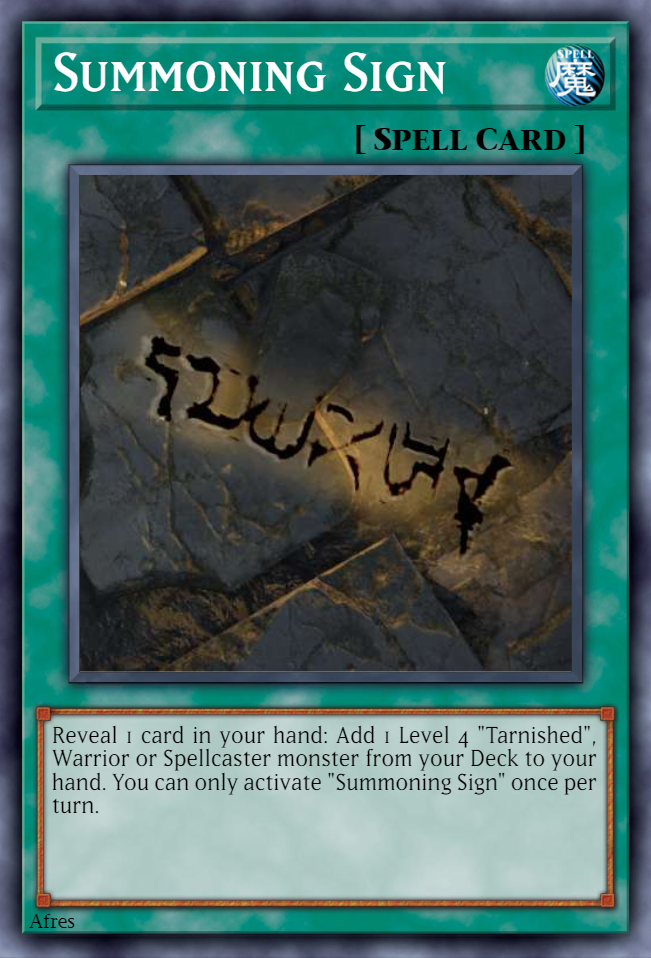 Summoning Sign
SPELL
魔
[ Spell Card ]
Reveal 1 card in your hand: Add 1 Level 4 "Tarnished",
Warrior or Spellcaster monster from your Deck to your
hand. You can only activate "Summoning Sign" once per
turn.
Afres